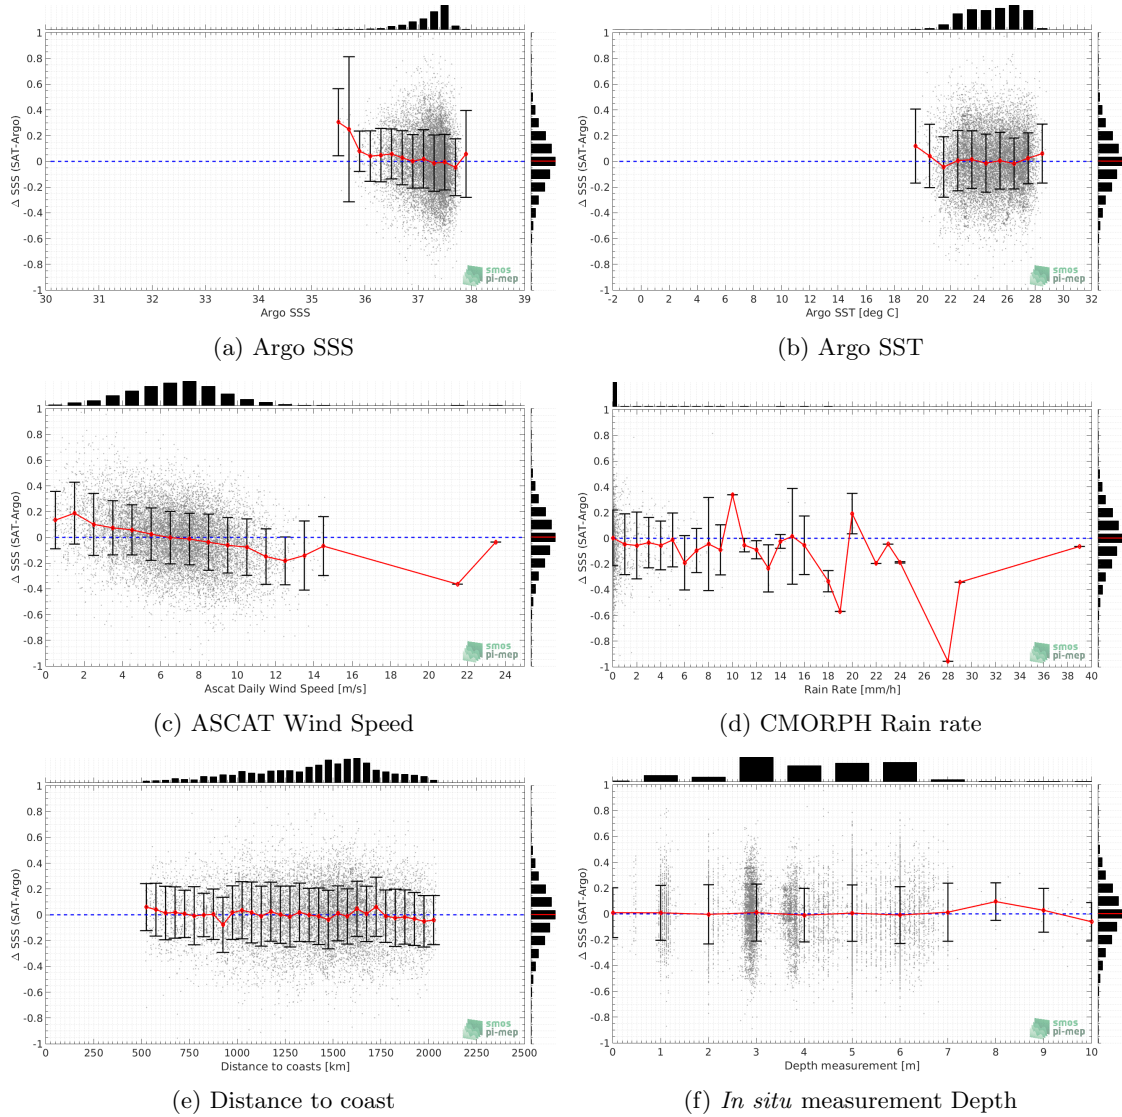 1
0.8
0.6
0.4
0.2
0
-0.2
-0.4
-0.6
-0.8
-1
Δ SSS (SAT-Argo)
30 31 32 33 34 35 36 37 38 39
Argo SSS
smos
pi-mep
(a) Argo SSS
1
0.8
0.6
0.4
0.2
0
-0.2
-0.4
-0.6
-0.8
-1
Δ SSS (SAT-Argo)
-2 0 2 4 6 8 10 12 14 16 18 20 22 24 26 28 30 32
Argo SST [deg C]
smos
pi-mep
(b) Argo SST
1
0.8
0.6
0.4
0.2
0
-0.2
-0.4
-0.6
-0.8
-1
Δ SSS (SAT-Argo)
0 2 4 6 8 10 12 14 16 18 20 22 24
Ascat Daily Wind Speed [m/s]
smos
pi-mep
(c) ASCAT Wind Speed
1
0.8
0.6
0.4
0.2
0
-0.2
-0.4
-0.6
-0.8
-1
Δ SSS (SAT-Argo)
0 2 4 6 8 10 12 14 16 18 20 22 24 26 28 30 32 34 36 38 40
Rain Rate [mm/h]
smos
pi-mep
(d) CMORPH Rain rate
1
0.8
0.6
0.4
0.2
0
-0.2
-0.4
-0.6
-0.8
-1
Δ SSS (SAT-Argo)
0 250 500 750 1000 1250 1500 1750 2000 2250 2500
Distance to coasts [km]
smos
pi-mep
(e) Distance to coast
1
0.8
0.6
0.4
0.2
0
-0.2
-0.4
-0.6
-0.8
-1
Δ SSS (SAT-Argo)
0 1 2 3 4 5 6 7 8 9 10
Depth measurement [m]
smos
pi-mep
(f) In situ measurement Depth